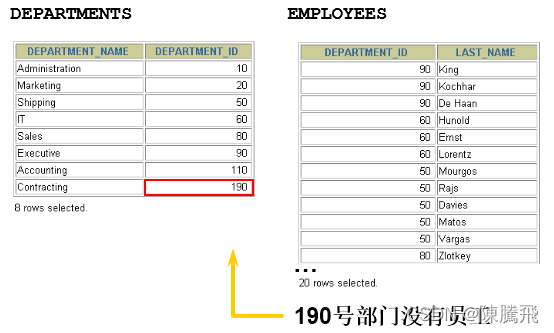 DEPARTMENTS
DEPARTMENT_NAME DEPARTMENT_ID
Administration 10
Marketing 20
Shipping 50
IT 60
Sales 80
Executive 90
Accounting 110
Contracting 190
8 rows selected.
EMPLOYEES
DEPARTMENT_ID LAST_NAME
90 King
90 Kochhar
90 De Haan
60 Hunold
60 Ernst
60 Lorentz
50 Mourgos
50 Rajs
50 Davies
50 Matos
50 Vargas
80 Zlotkey
...
20 rows selected.
190号部门没有员工
CSDN @陳騰飛